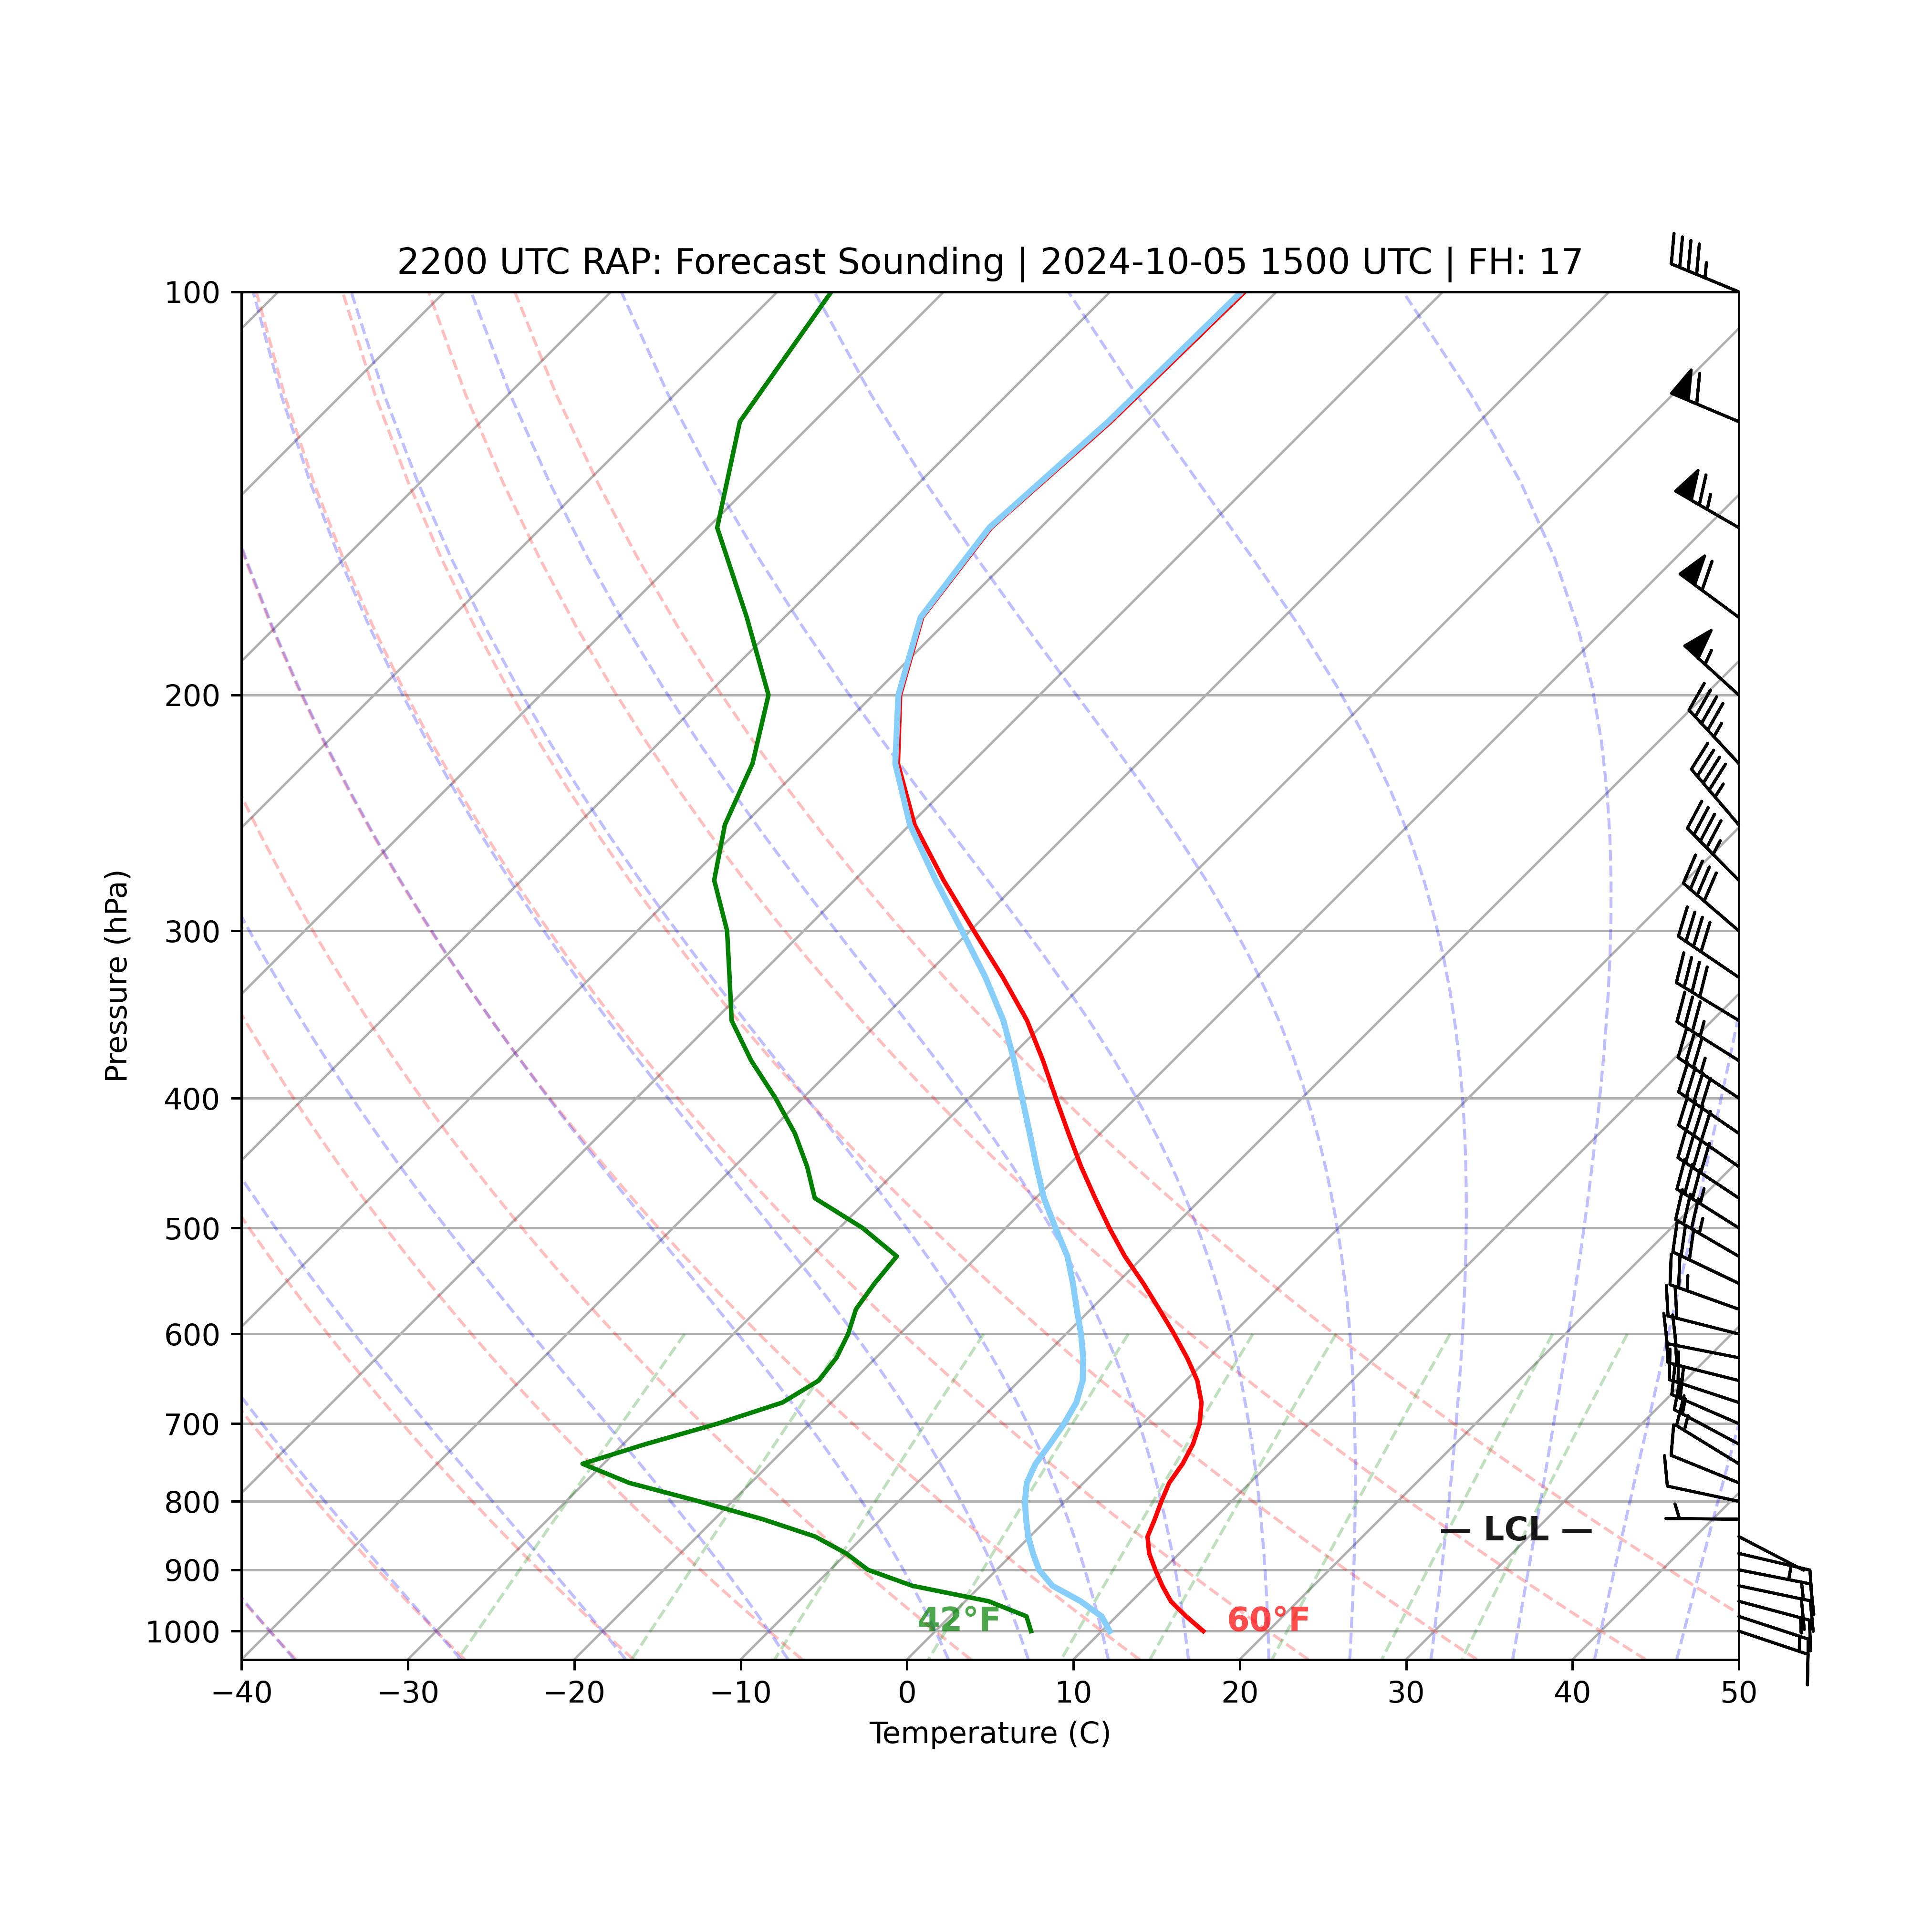 2200 UTC RAP: Forecast Sounding | 2024-10-05 1500 UTC | FH: 17
100
200
300
400
500
600
700
800
900
1000
Pressure (hPa)
— LCL —
42°F
60°F
−40 −30 −20 −10 0 10 20 30 40 50
Temperature (C)